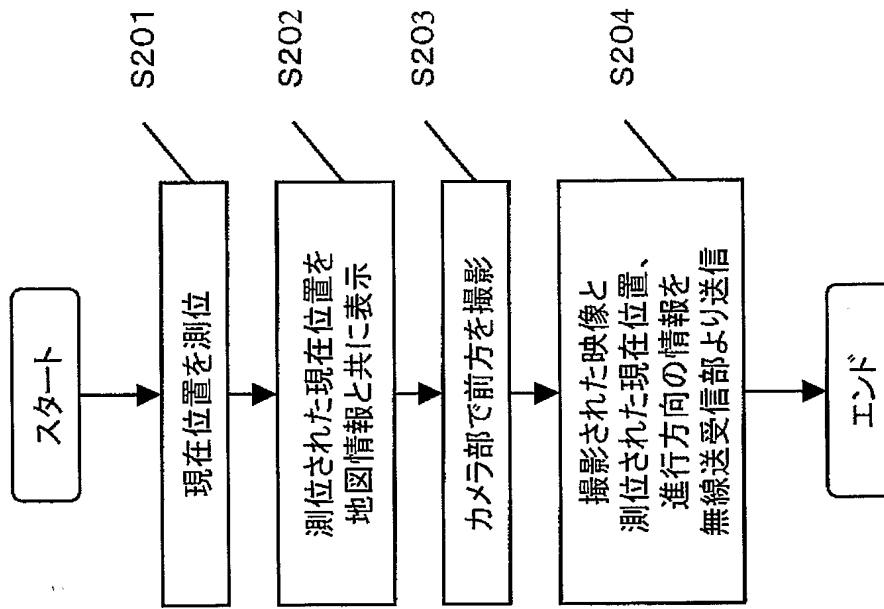 スタート
現在位置を測位
S201
測位された現在位置を
地図情報と共に表示
S202
カメラ部で前方を撮影
S203
撮影された映像と
測位された現在位置、
進行方向の情報を
無線送受信部より送信
S204
エンド